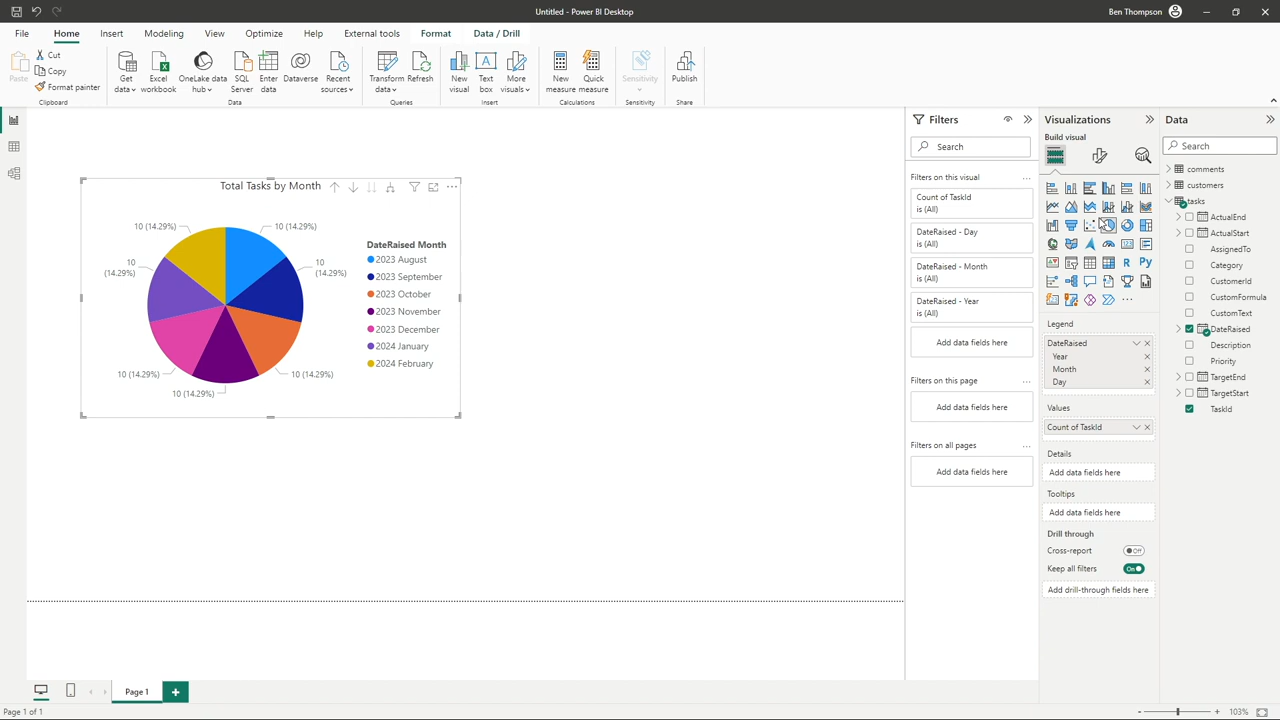 Untitled - Power BI Desktop
Ben Thompson
File
Home
Insert
Modeling
View
Optimize
Help
External tools
Format
Data / Drill
Paste
Cut
Copy
Format painter
Clipboard
Get data
Excel workbook
OneLake data hub
SQL Server
Enter data
Dataverse
Recent sources
Data
Transform data
Refresh
Queries
New visual
Text box
More visuals
Insert
New measure
Quick measure
Calculations
Sensitivity
Sensitivity
Publish
Share
Total Tasks by Month
10 (14.29%)
10 (14.29%)
10
(14.29%)
10
(14.29%)
10 (14.29%)
10 (14.29%)
10 (14.29%)
DateRaised Month
2023 August
2023 September
2023 October
2023 November
2023 December
2024 January
2024 February
Filters
Search
Filters on this visual
Count of TaskId
is (All)
DateRaised - Day
is (All)
DateRaised - Month
is (All)
DateRaised - Year
is (All)
Add data fields here
Filters on this page
Add data fields here
Filters on all pages
Add data fields here
Visualizations
Build visual
R
Py
123
Legend
DateRaised
Year
Month
Day
Values
Count of TaskId
Details
Add data fields here
Tooltips
Add data fields here
Drill through
Cross-report
Off
Keep all filters
On
Add drill-through fields here
Data
Search
comments
customers
tasks
ActualEnd
ActualStart
AssignedTo
Category
CustomerId
CustomFormula
CustomText
DateRaised
Description
Priority
TargetEnd
TargetStart
TaskId
Page 1
Page 1 of 1
103%